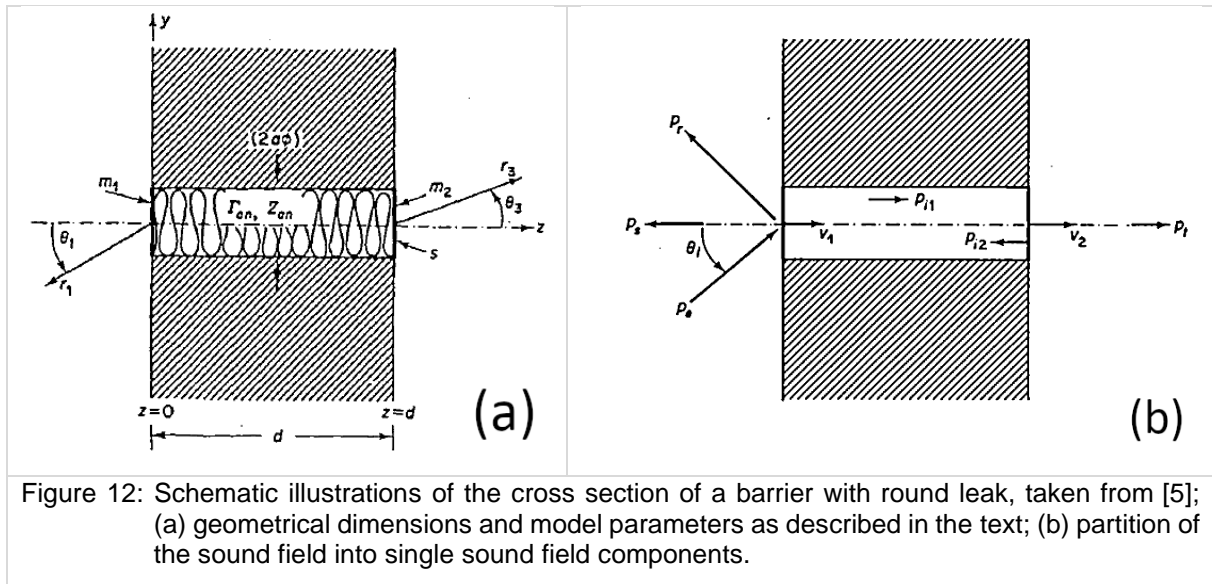 y
(2aϕ)
m₁
m₂
r₃
Γₐₙ, Zₐₙ
θ₃
z
θ₁
s
r₁
z=0
z=d
d
(a)
pᵣ
pᵢ₁
pₛ
v₁
v₂
pₜ
pᵢ₂
θ₁
pₑ
(b)
Figure 12: Schematic illustrations of the cross section of a barrier with round leak, taken from [5];
(a) geometrical dimensions and model parameters as described in the text; (b) partition of
the sound field into single sound field components.